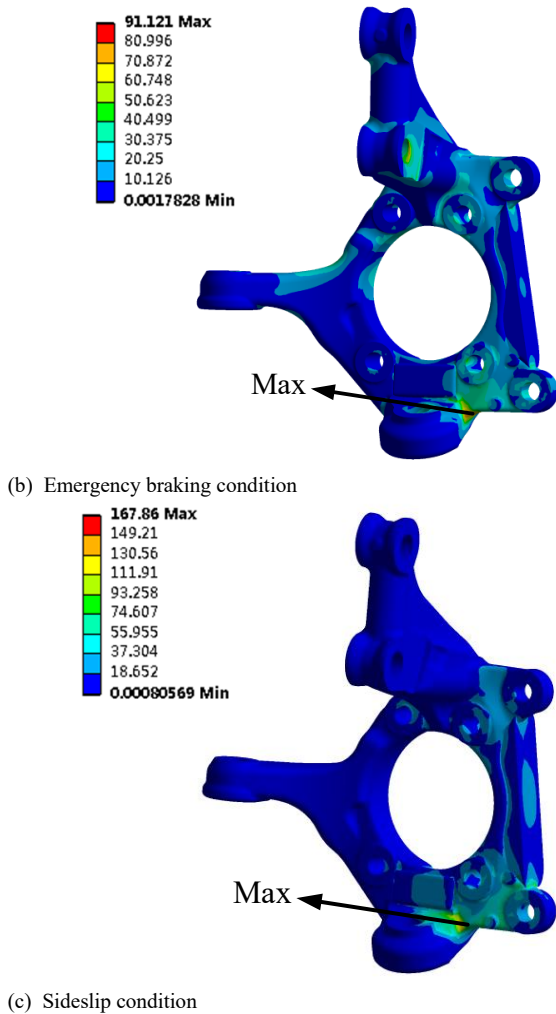 91.121 Max
80.996
70.872
60.748
50.623
40.499
30.375
20.25
10.126
0.0017828 Min
Max
(b) Emergency braking condition
167.86 Max
149.21
130.56
111.91
93.258
74.607
55.955
37.304
18.652
0.00080569 Min
Max
(c) Sideslip condition